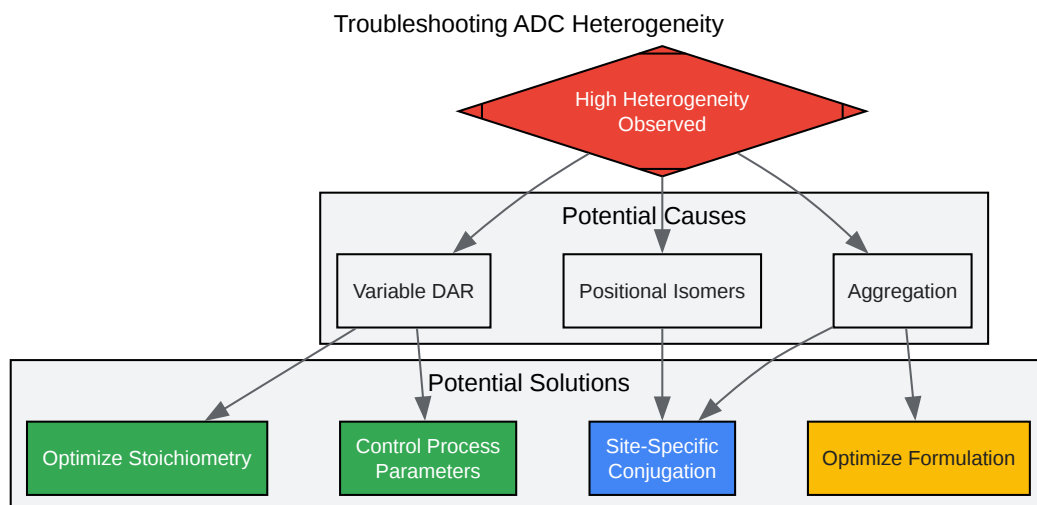 Troubleshooting ADC Heterogeneity
High Heterogeneity
Observed
Potential Causes
Variable DAR
Positional Isomers
Aggregation
Potential Solutions
Optimize Stoichiometry
Control Process
Parameters
Site-Specific
Conjugation
Optimize Formulation